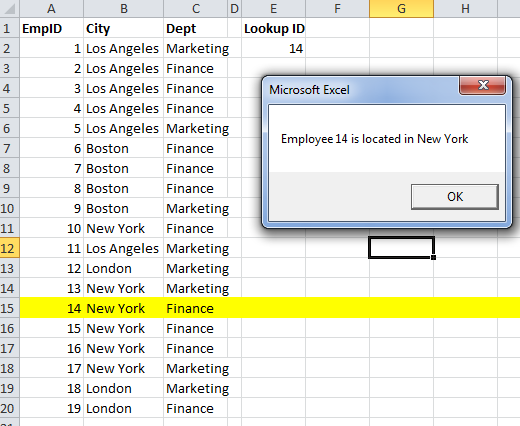 A B C D E F G H
1 EmpID City Dept Lookup ID
2 1 Los Angeles Marketing 14
3 2 Los Angeles Finance
4 3 Los Angeles Finance
5 4 Los Angeles Finance
6 5 Los Angeles Marketing
7 6 Boston Finance
8 7 Boston Finance
9 8 Boston Finance
10 9 Boston Marketing
11 10 New York Finance
12 11 Los Angeles Marketing
13 12 London Marketing
14 13 New York Marketing
15 14 New York Finance
16 15 New York Finance
17 16 New York Finance
18 17 New York Marketing
19 18 London Marketing
20 19 London Finance
Microsoft Excel
Employee 14 is located in New York
OK